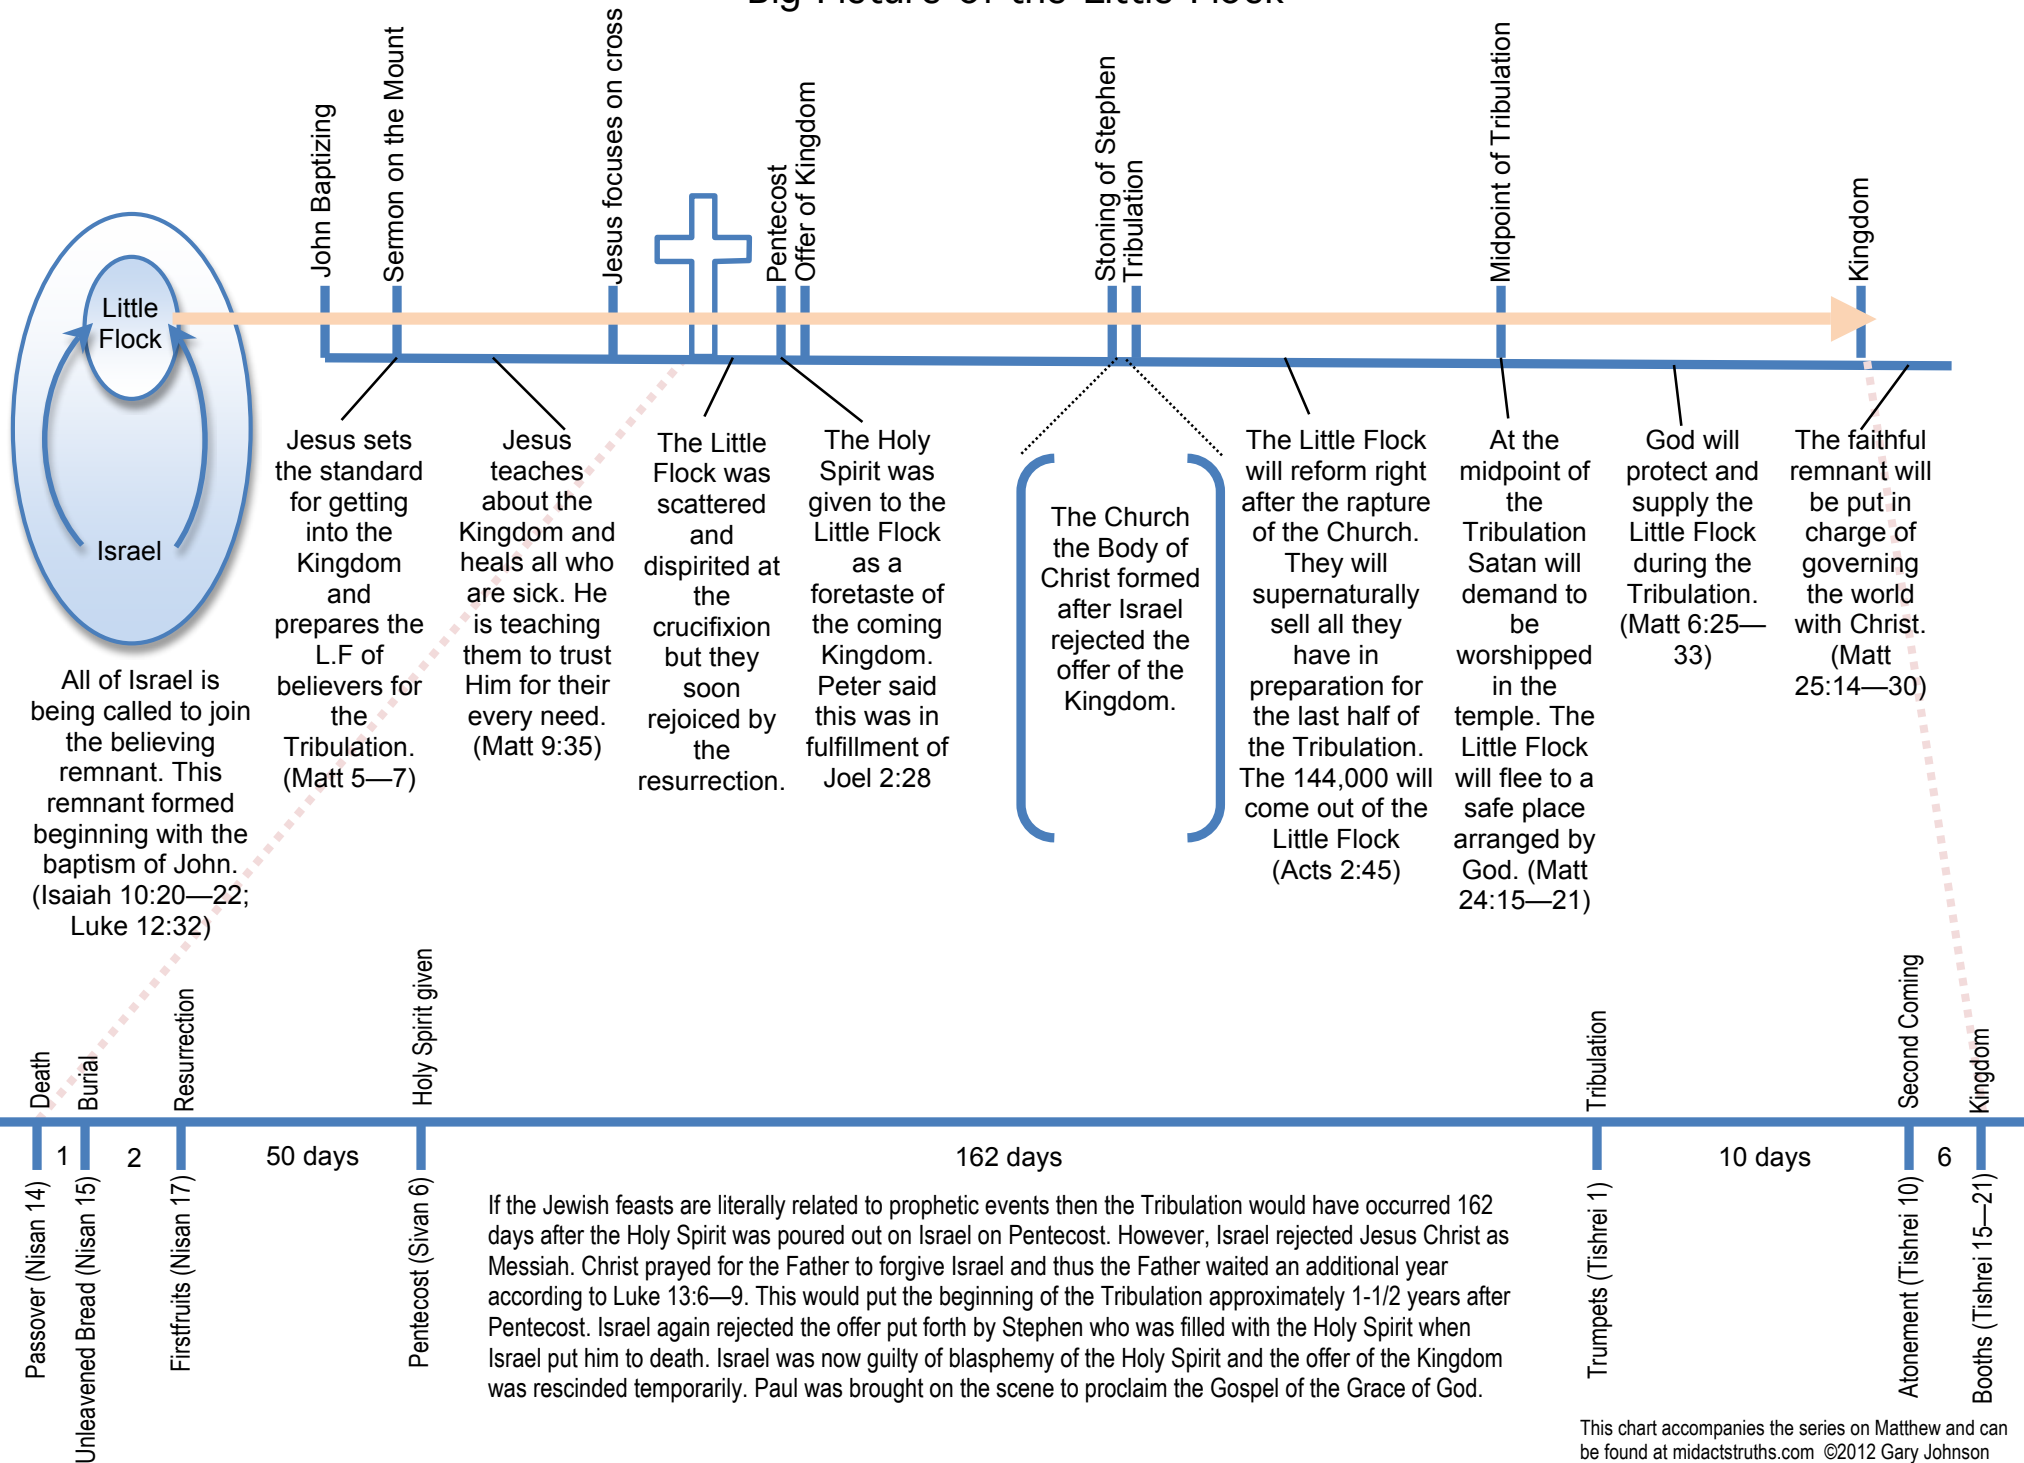 Big Picture of the Little Flock
John Baptizing
Sermon on the Mount
Jesus focuses on cross
Pentecost
Offer of Kingdom
Stoning of Stephen
Tribulation
Midpoint of Tribulation
Kingdom
Little
Flock
Israel
All of Israel is
being called to join
the believing
remnant. This
remnant formed
beginning with the
baptism of John.
(Isaiah 10:20—22;
Luke 12:32)
Jesus sets
the standard
for getting
into the
Kingdom
and
prepares the
L.F of
believers for
the
Tribulation.
(Matt 5—7)
Jesus
teaches
about the
Kingdom and
heals all who
are sick. He
is teaching
them to trust
Him for their
every need.
(Matt 9:35)
The Little
Flock was
scattered
and
dispirited at
the
crucifixion
but they
soon
rejoiced by
the
resurrection.
The Holy
Spirit was
given to the
Little Flock
as a
foretaste of
the coming
Kingdom.
Peter said
this was in
fulfillment of
Joel 2:28
The Church
the Body of
Christ formed
after Israel
rejected the
offer of the
Kingdom.
The Little Flock
will reform right
after the rapture
of the Church.
They will
supernaturally
sell all they
have in
preparation for
the last half of
the Tribulation.
The 144,000 will
come out of the
Little Flock
(Acts 2:45)
At the
midpoint of
the
Tribulation
Satan will
demand to
be
worshipped
in the
temple. The
Little Flock
will flee to a
safe place
arranged by
God. (Matt
24:15—21)
God will
protect and
supply the
Little Flock
during the
Tribulation.
(Matt 6:25—
33)
The faithful
remnant will
be put in
charge of
governing
the world
with Christ.
(Matt
25:14—30)
Death
Burial
Resurrection
Holy Spirit given
Tribulation
Second Coming
Kingdom
1
2
50 days
162 days
10 days
6
Passover (Nisan 14)
Unleavened Bread (Nisan 15)
Firstfruits (Nisan 17)
Pentecost (Sivan 6)
Trumpets (Tishrei 1)
Atonement (Tishrei 10)
Booths (Tishrei 15—21)
If the Jewish feasts are literally related to prophetic events then the Tribulation would have occurred 162
days after the Holy Spirit was poured out on Israel on Pentecost. However, Israel rejected Jesus Christ as
Messiah. Christ prayed for the Father to forgive Israel and thus the Father waited an additional year
according to Luke 13:6—9. This would put the beginning of the Tribulation approximately 1-1/2 years after
Pentecost. Israel again rejected the offer put forth by Stephen who was filled with the Holy Spirit when
Israel put him to death. Israel was now guilty of blasphemy of the Holy Spirit and the offer of the Kingdom
was rescinded temporarily. Paul was brought on the scene to proclaim the Gospel of the Grace of God.
This chart accompanies the series on Matthew and can
be found at midactstruths.com ©2012 Gary Johnson